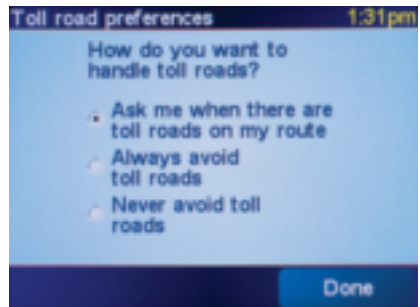 Toll road preferences 1:31pm
How do you want to
handle toll roads?
Ask me when there are
toll roads on my route
Always avoid
toll roads
Never avoid toll
roads
Done